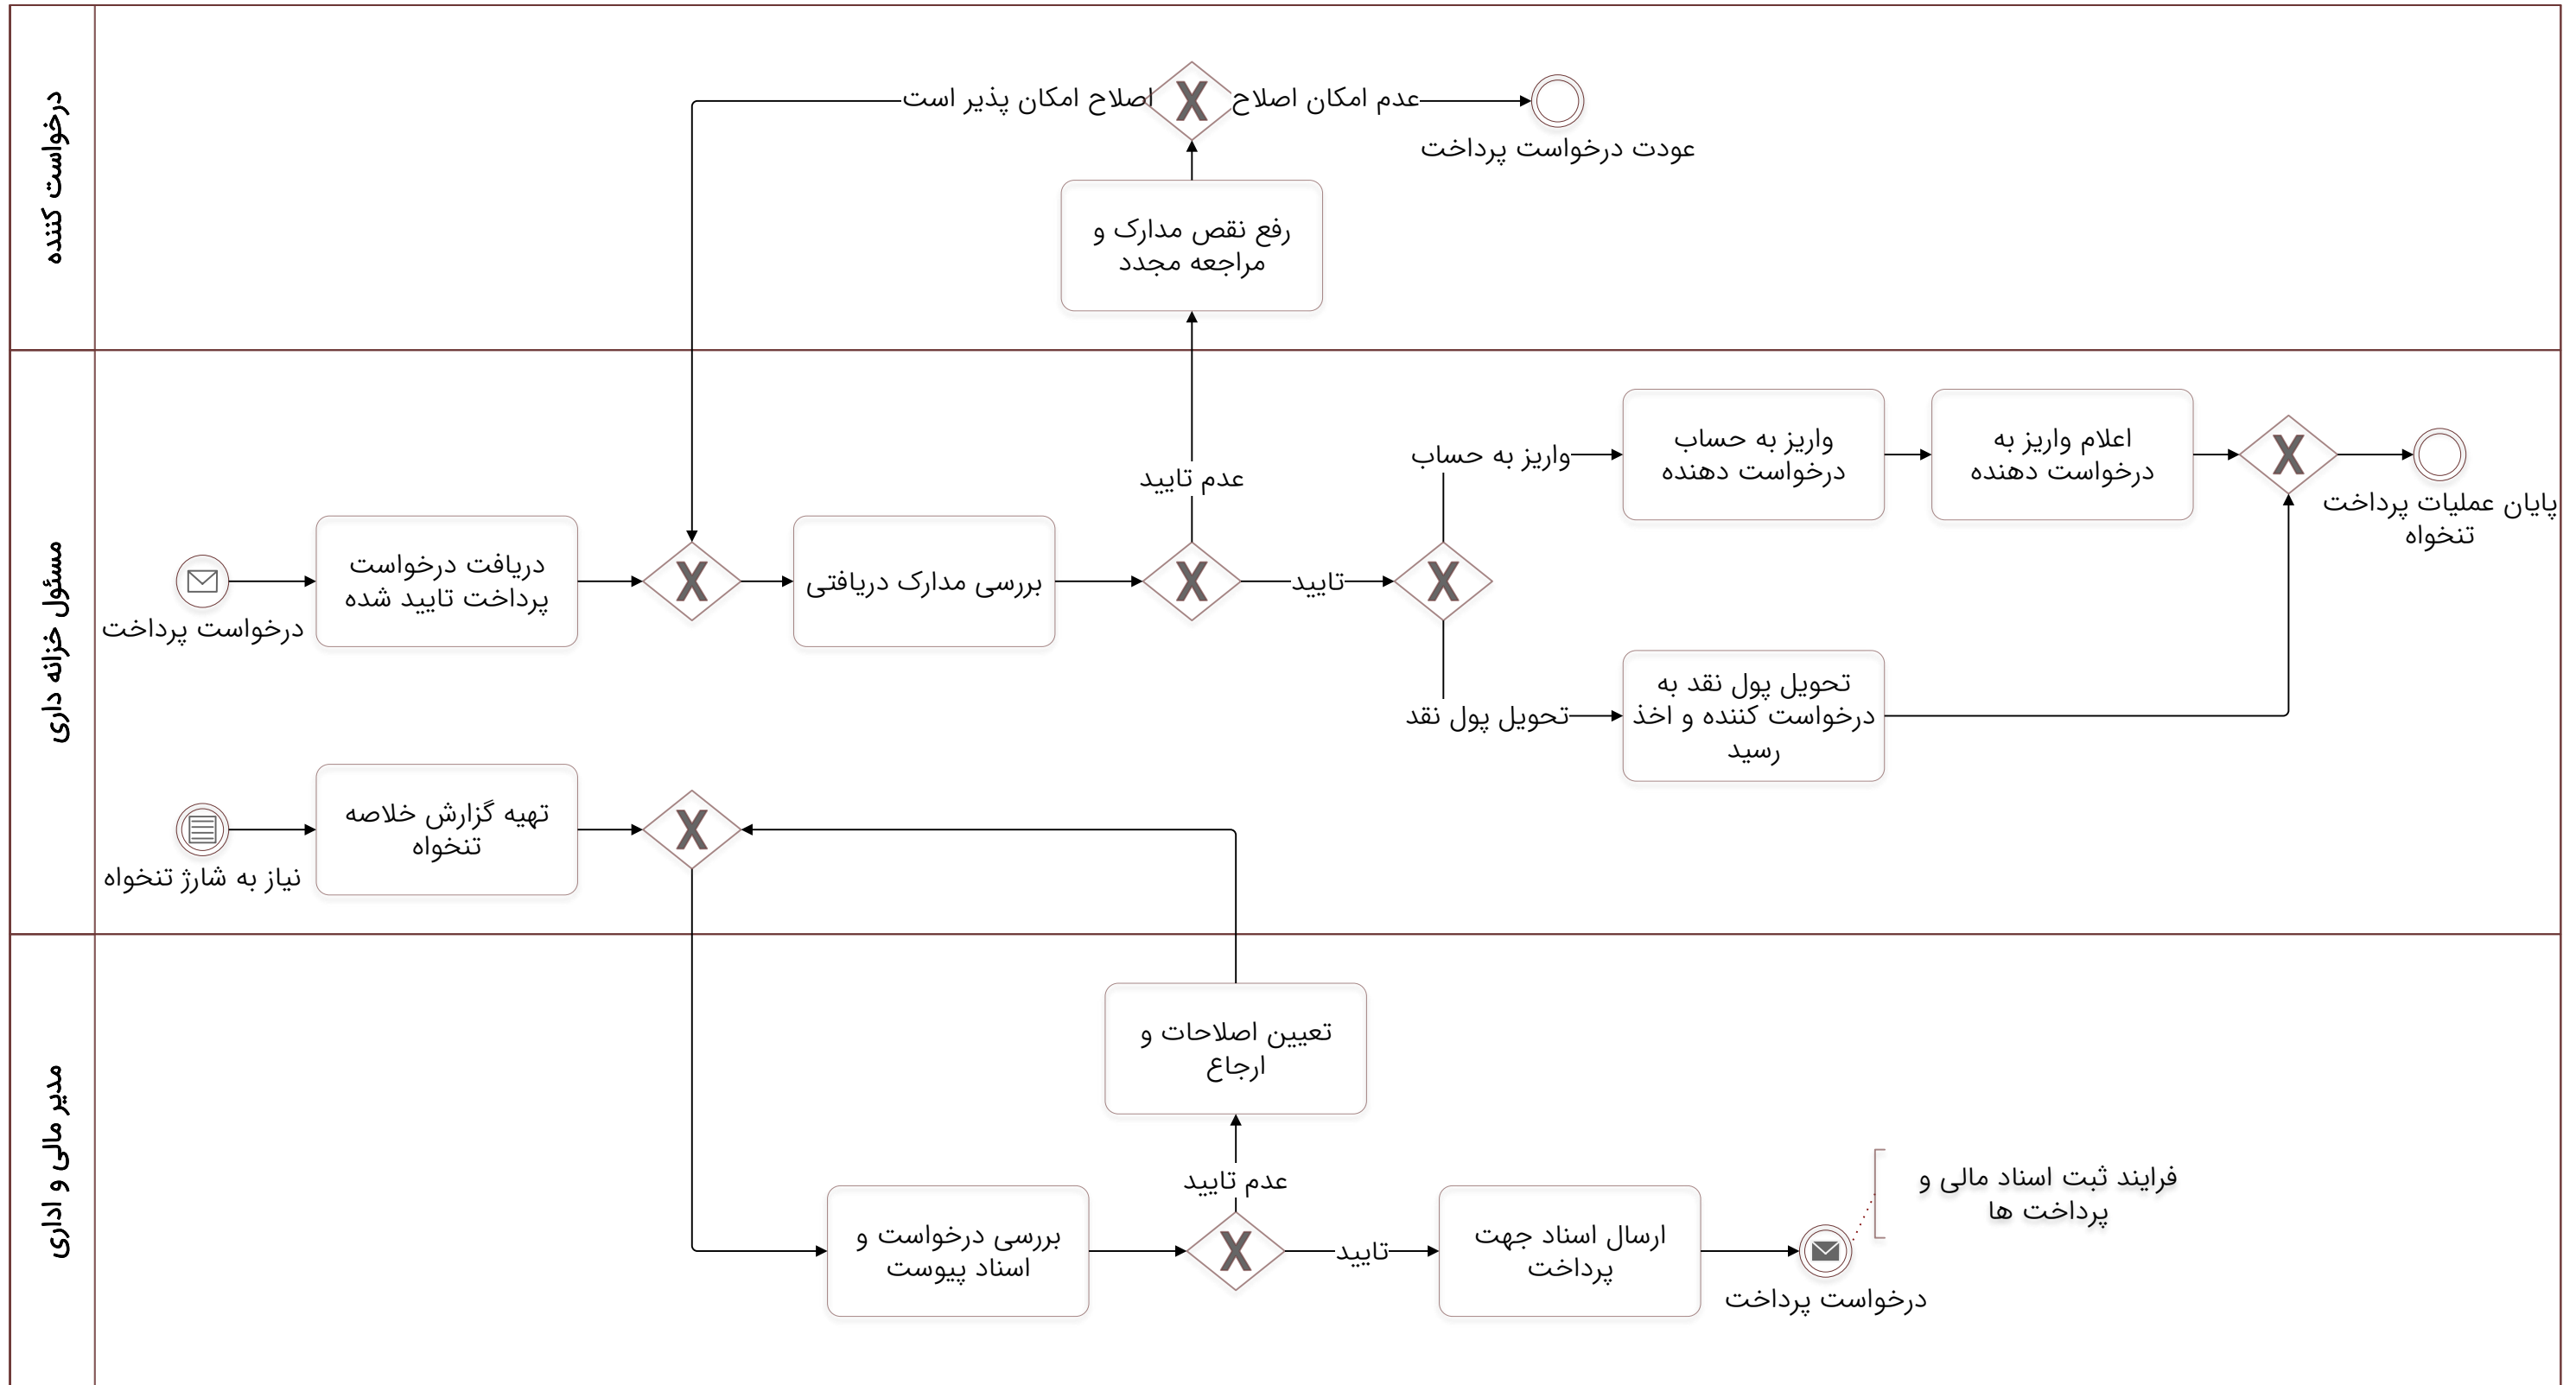 درخواست کننده
اصلاح امکان پذیر است
عدم امکان اصلاح
عودت درخواست پرداخت
رفع نقص مدارک و
مراجعه مجدد
مسئول خزانه داری
درخواست پرداخت
دریافت درخواست
پرداخت تایید شده
بررسی مدارک دریافتی
عدم تایید
تایید
واریز به حساب
واریز به حساب
درخواست دهنده
اعلام واریز به
درخواست دهنده
پایان عملیات پرداخت
تنخواه
تحویل پول نقد
تحویل پول نقد به
درخواست کننده و اخذ
رسید
نیاز به شارژ تنخواه
تهیه گزارش خلاصه
تنخواه
مدیر مالی و اداری
تعیین اصلاحات و
ارجاع
عدم تایید
بررسی درخواست و
اسناد پیوست
تایید
ارسال اسناد جهت
پرداخت
درخواست پرداخت
فرایند ثبت اسناد مالی و
پرداخت ها